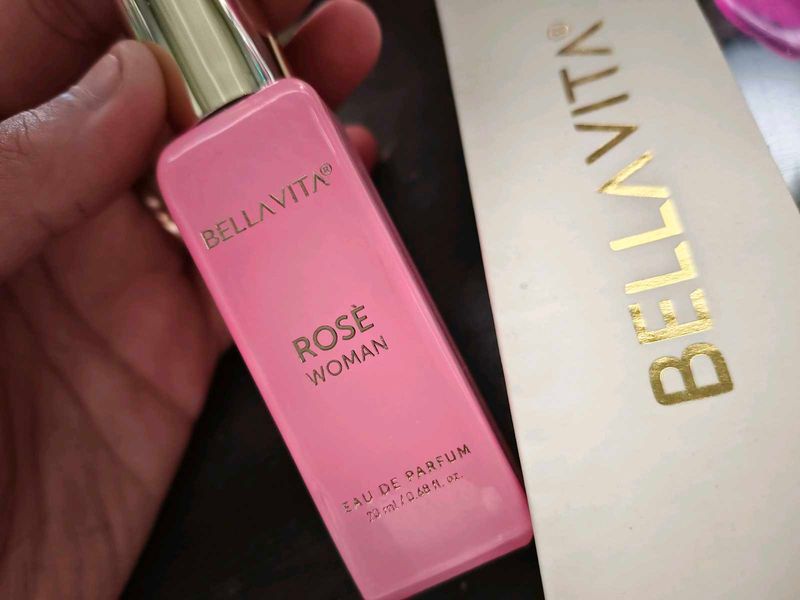 BELLAVITA®
ROSÈ
WOMAN
EAU DE PARFUM
20 ml / 0.68 fl. oz.
BELLAVITA®